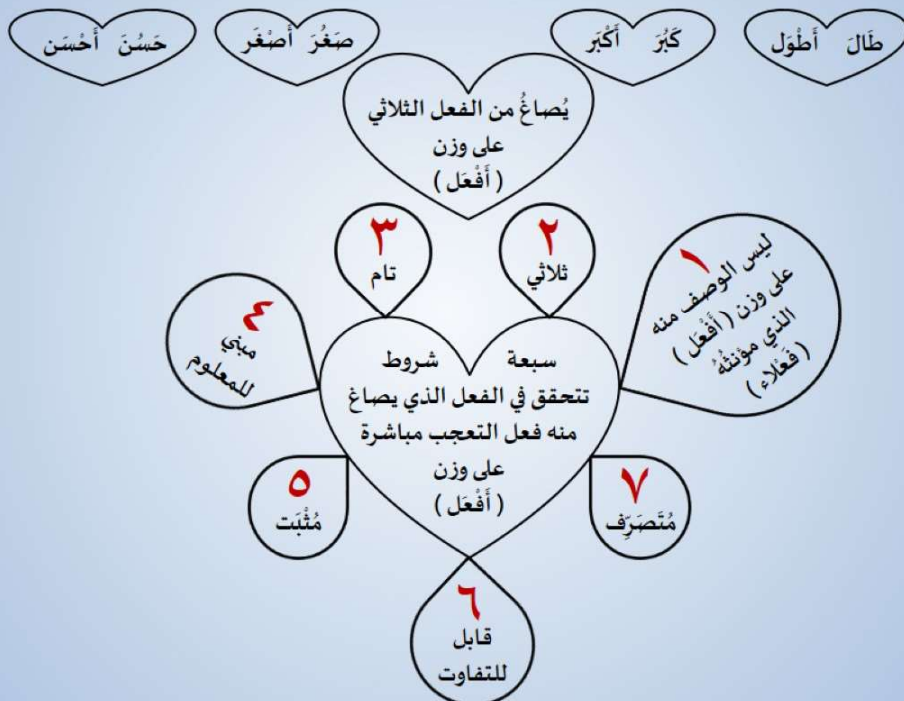 طَالَ أَطْوَل
كَبُرَ أَكْبَر
صَغُرَ أَصْغَر
حَسُنَ أَحْسَن
يُصاغُ من الفعل الثلاثي
على وزن
( أَفْعَل )
١
ليس الوصف منه
على وزن ( أَفْعَل )
الذي مؤنثُهُ
( فَعْلاء )
٢
ثلاثي
٣
تام
٤
مبني
للمعلوم
سبعة شروط
تتحقق في الفعل الذي يصاغ
منه فعل التعجب مباشرة
على وزن
( أَفْعَل )
٥
مُثْبَت
٦
قابل
للتفاوت
٧
مُتَصَرِّف